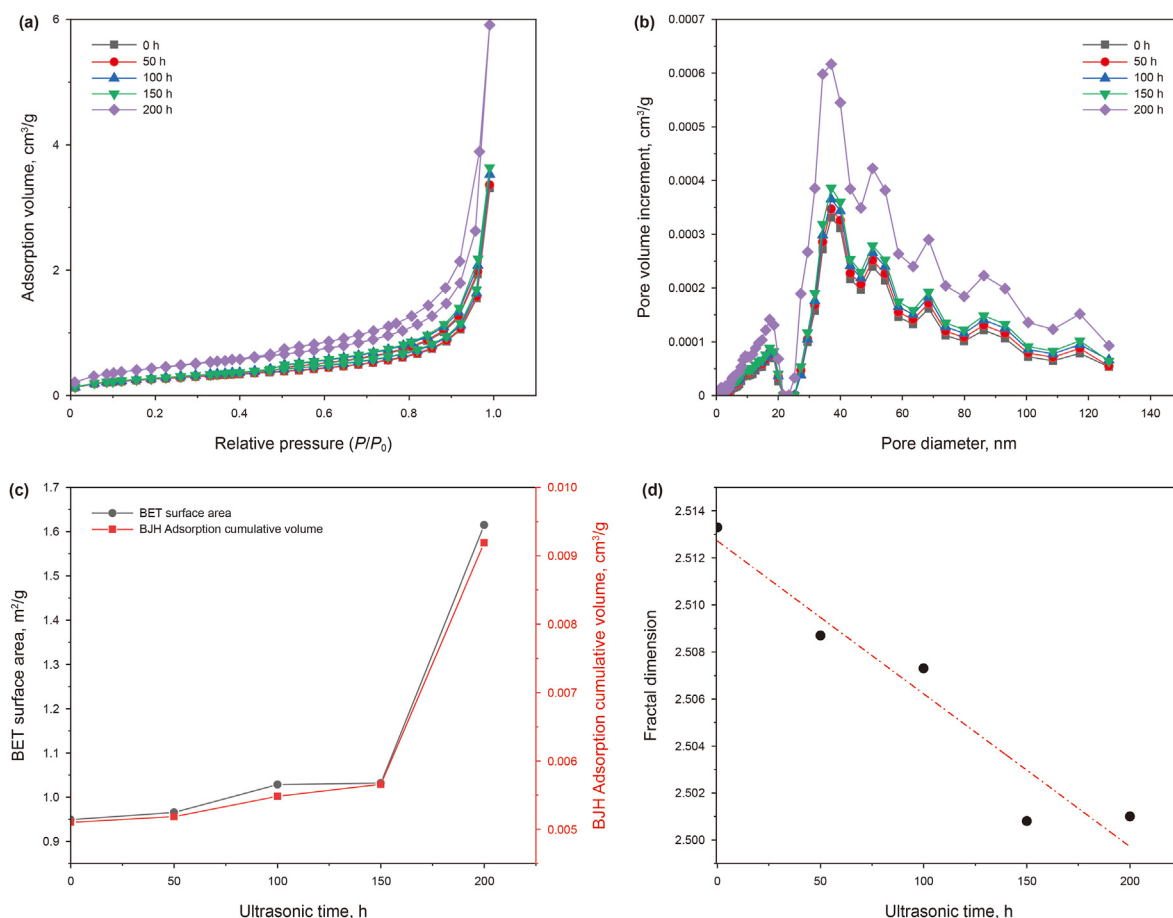 (a)
0 h
50 h
100 h
150 h
200 h
6
4
2
0
Adsorption volume, cm³/g
0
0.2
0.4
0.6
0.8
1.0
Relative pressure (P/P₀)
(b)
0 h
50 h
100 h
150 h
200 h
0.0007
0.0006
0.0005
0.0004
0.0003
0.0002
0.0001
0
Pore volume increment, cm³/g
0
20
40
60
80
100
120
140
Pore diameter, nm
(c)
BET surface area
BJH Adsorption cumulative volume
1.7
1.6
1.5
1.4
1.3
1.2
1.1
1.0
0.9
BET surface area, m²/g
0.010
0.009
0.008
0.007
0.006
0.005
BJH Adsorption cumulative volume, cm³/g
0
50
100
150
200
Ultrasonic time, h
(d)
2.514
2.513
2.510
2.508
2.506
2.504
2.501
2.500
Fractal dimension
0
50
100
150
200
Ultrasonic time, h